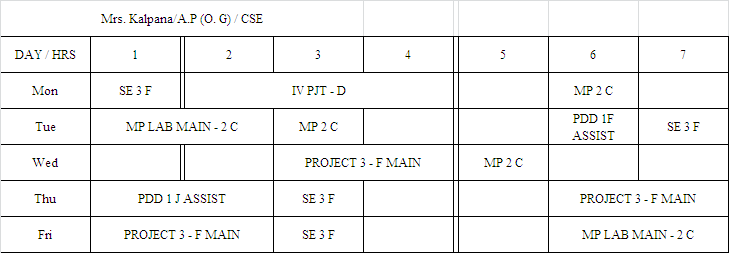 Mrs. Kalpana/A.P (O. G) / CSE
DAY / HRS 1 2 3 4 5 6 7
Mon SE 3 F IV PJT - D MP 2 C
Tue MP LAB MAIN - 2 C MP 2 C PDD 1F ASSIST SE 3 F
Wed PROJECT 3 - F MAIN MP 2 C
Thu PDD 1 J ASSIST SE 3 F PROJECT 3 - F MAIN
Fri PROJECT 3 - F MAIN SE 3 F MP LAB MAIN - 2 C